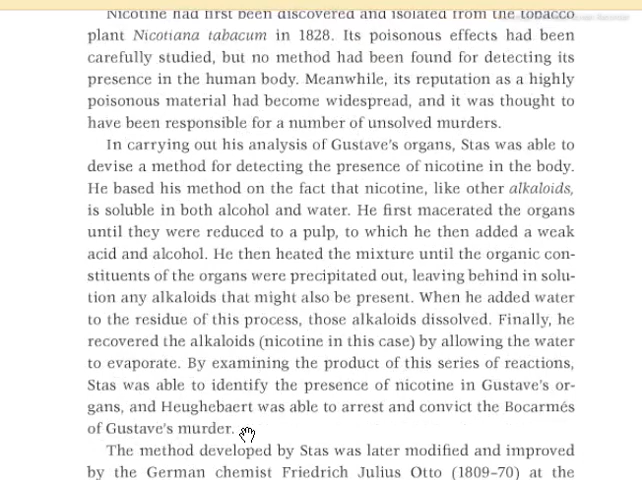 Nicotine had first been discovered and isolated from the tobacco
plant Nicotiana tabacum in 1828. Its poisonous effects had been
carefully studied, but no method had been found for detecting its
presence in the human body. Meanwhile, its reputation as a highly
poisonous material had become widespread, and it was thought to
have been responsible for a number of unsolved murders.
In carrying out his analysis of Gustave's organs, Stas was able to
devise a method for detecting the presence of nicotine in the body.
He based his method on the fact that nicotine, like other alkaloids,
is soluble in both alcohol and water. He first macerated the organs
until they were reduced to a pulp, to which he then added a weak
acid and alcohol. He then heated the mixture until the organic con-
stituents of the organs were precipitated out, leaving behind in solu-
tion any alkaloids that might also be present. When he added water
to the residue of this process, those alkaloids dissolved. Finally, he
recovered the alkaloids (nicotine in this case) by allowing the water
to evaporate. By examining the product of this series of reactions,
Stas was able to identify the presence of nicotine in Gustave's or-
gans, and Heughebaert was able to arrest and convict the Bocarmés
of Gustave's murder.
The method developed by Stas was later modified and improved
by the German chemist Friedrich Julius Otto (1809–70) at the